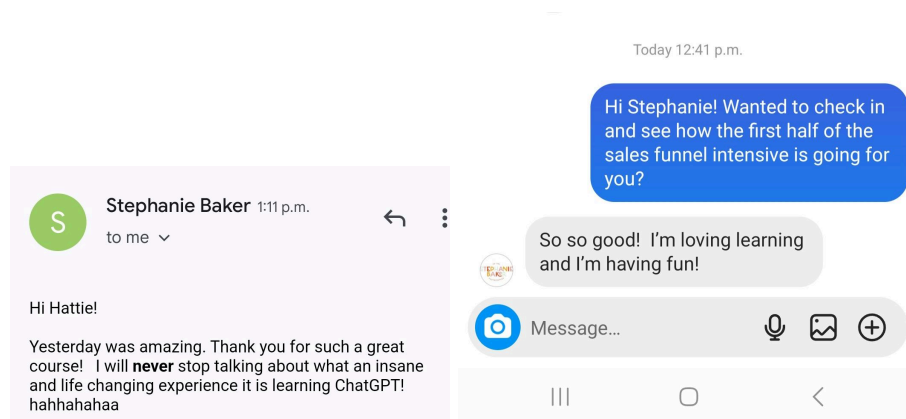 Stephanie Baker 1:11 p.m.
to me
S
Hi Hattie!
Yesterday was amazing. Thank you for such a great
course! I will never stop talking about what an insane
and life changing experience it is learning ChatGPT!
hahhahahaa
Today 12:41 p.m.
Hi Stephanie! Wanted to check in
and see how the first half of the
sales funnel intensive is going for
you?
So so good! I'm loving learning
and I'm having fun!
STEPHANIE
BAKER
Message...